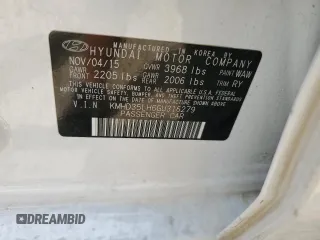 MANUFACTURED IN KOREA BY
HYUNDAI MOTOR COMPANY
NOV/04/15 GVWR 3968 lbs PAINT WAW
GAWR FRONT 2205 lbs GAWR REAR 2006 lbs TRIM RY
THIS VEHICLE CONFORMS TO ALL APPLICABLE
FEDERAL MOTOR VEHICLE SAFETY, BUMPER, AND THEFT
PREVENTION STANDARDS IN EFFECT ON THE DATE OF
MANUFACTURE SHOWN ABOVE.
V.I.N
PASSENGER CAR